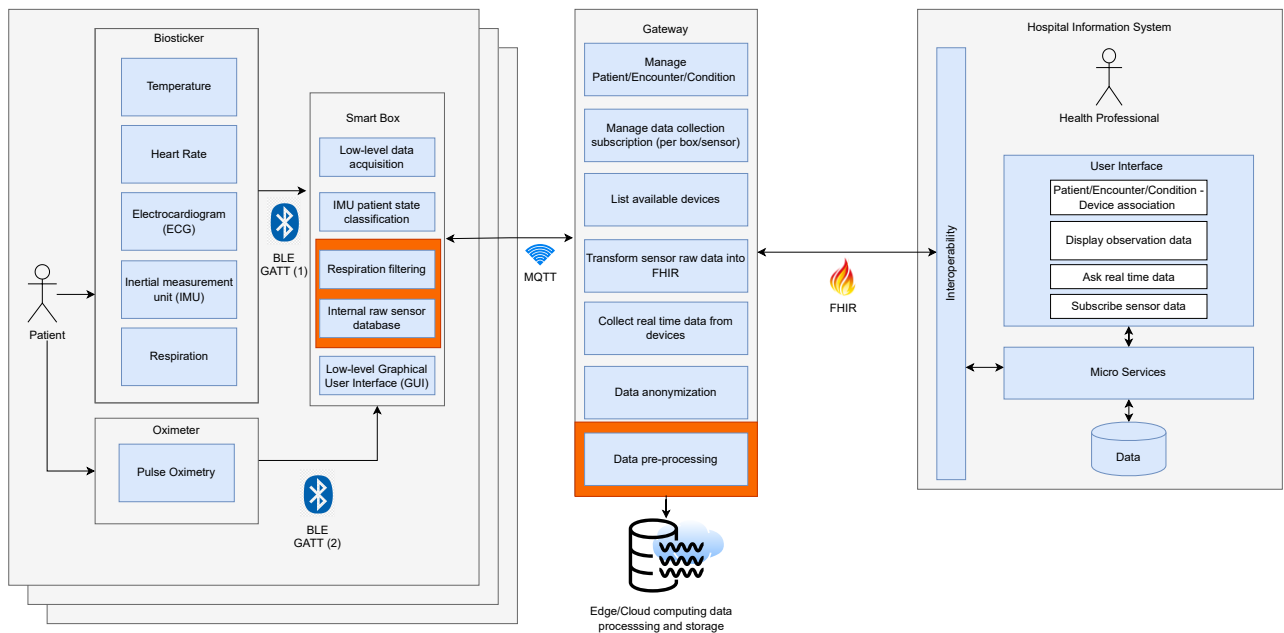 Biosticker
Temperature
Heart Rate
Electrocardiogram
(ECG)
Inertial measurement
unit (IMU)
Respiration
Patient
Oximeter
Pulse Oximetry
BLE
GATT (1)
BLE
GATT (2)
Smart Box
Low-level data
acquisition
IMU patient state
classification
Respiration filtering
Internal raw sensor
database
Low-level Graphical
User Interface (GUI)
MQTT
Gateway
Manage
Patient/Encounter/Condition
Manage data collection
subscription (per box/sensor)
List available devices
Transform sensor raw data into
FHIR
Collect real time data from
devices
Data anonymization
Data pre-processing
Edge/Cloud computing data
processsing and storage
FHIR
Hospital Information System
Interoperability
Health Professional
User Interface
Patient/Encounter/Condition -
Device association
Display observation data
Ask real time data
Subscribe sensor data
Micro Services
Data